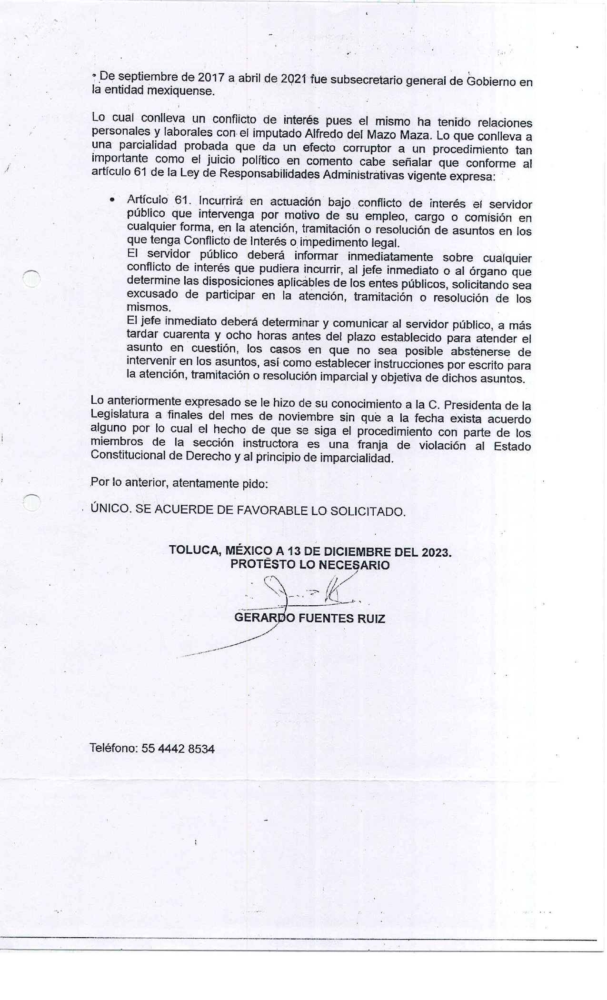 • De septiembre de 2017 a abril de 2021 fue subsecretario general de Gobierno en
la entidad mexiquense.
Lo cual conlleva un conflicto de interés pues el mismo ha tenido relaciones
personales y laborales con el imputado Alfredo del Mazo Maza. Lo que conlleva a
una parcialidad probada que da un efecto corruptor a un procedimiento tan
importante como el juicio político en comento cabe señalar que conforme al
artículo 61 de la Ley de Responsabilidades Administrativas vigente expresa:
• Artículo 61. Incurrirá en actuación bajo conflicto de interés el servidor
público que intervenga por motivo de su empleo, cargo o comisión en
cualquier forma, en la atención, tramitación o resolución de asuntos en los
que tenga Conflicto de Interés o impedimento legal.
El servidor público deberá informar inmediatamente sobre cualquier
conflicto de interés que pudiera incurrir, al jefe inmediato o al órgano que
determine las disposiciones aplicables de los entes públicos, solicitando sea
excusado de participar en la atención, tramitación o resolución de los
mismos.
El jefe inmediato deberá determinar y comunicar al servidor público, a más
tardar cuarenta y ocho horas antes del plazo establecido para atender el
asunto en cuestión, los casos en que no sea posible abstenerse de
intervenir en los asuntos, así como establecer instrucciones por escrito para
la atención, tramitación o resolución imparcial y objetiva de dichos asuntos.
Lo anteriormente expresado se le hizo de su conocimiento a la C. Presidenta de la
Legislatura a finales del mes de noviembre sin que a la fecha exista acuerdo
alguno por lo cual el hecho de que se siga el procedimiento con parte de los
miembros de la sección instructora es una franja de violación al Estado
Constitucional de Derecho y al principio de imparcialidad.
Por lo anterior, atentamente pido:
ÚNICO. SE ACUERDE DE FAVORABLE LO SOLICITADO.
TOLUCA, MÉXICO A 13 DE DICIEMBRE DEL 2023.
PROTESTO LO NECESARIO
GERARDO FUENTES RUIZ
Teléfono: 55 4442 8534